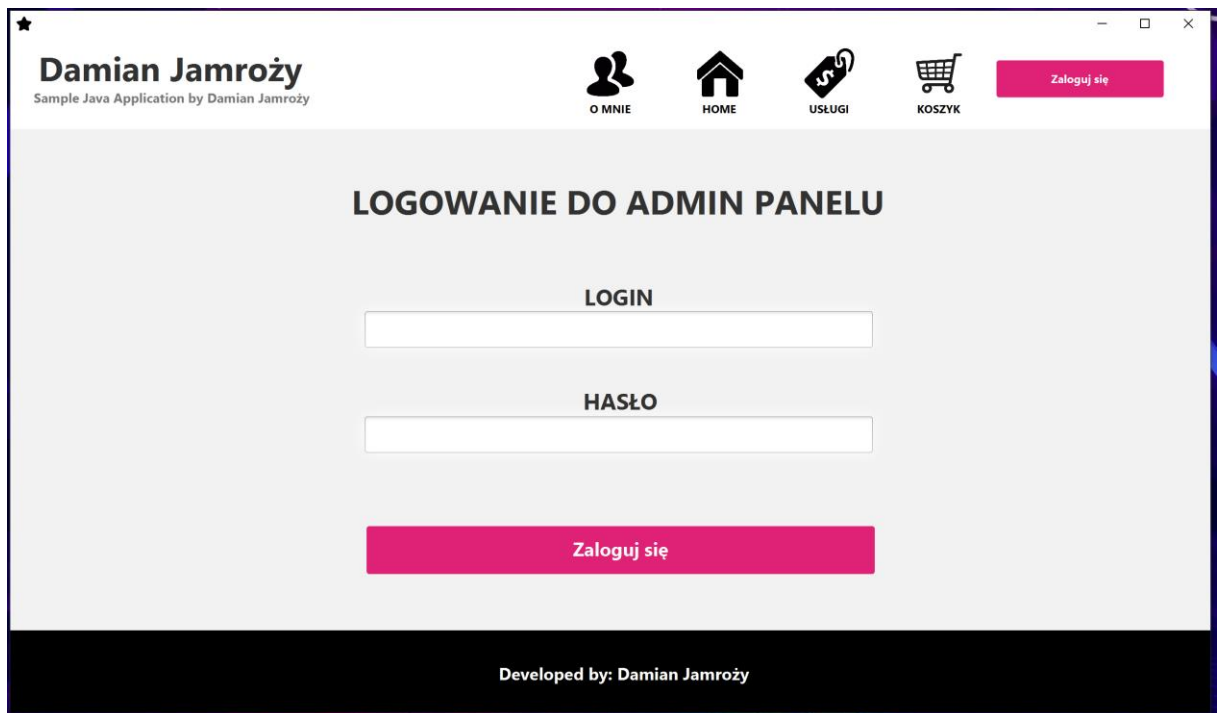 Damian Jamroży
Sample Java Application by Damian Jamroży
O MNIE
HOME
$
USŁUGI
KOSZYK
Zaloguj się
LOGOWANIE DO ADMIN PANELU
LOGIN
HASŁO
Zaloguj się
Developed by: Damian Jamroży